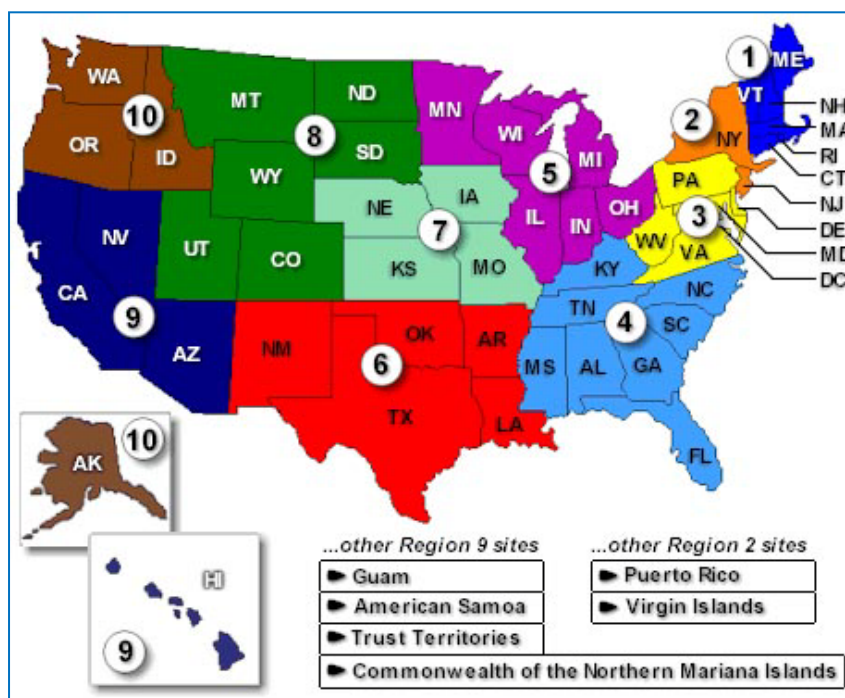 1
ME
WA
VT
10
MT
ND
MN
NH
2
MA
OR
ID
8
WI
NY
RI
SD
MI
CT
5
WY
PA
NJ
NE
IA
OH
3
DE
NV
IL
IN
WV
7
VA
MD
UT
CO
KS
MO
KY
DC
CA
NC
TN
9
4
SC
AZ
NM
OK
AR
6
MS
AL
GA
TX
LA
10
FL
AK
...other Region 9 sites
Guam
American Samoa
Trust Territories
Commonwealth of the Northern Mariana Islands
...other Region 2 sites
Puerto Rico
Virgin Islands
HI
9